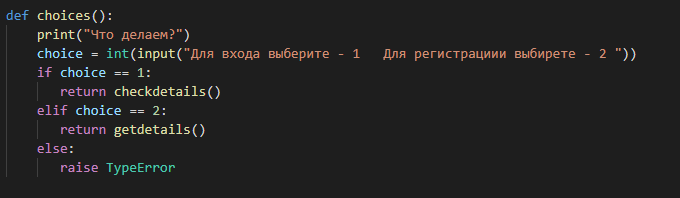 def choices():
print("Что делаем?")
choice = int(input("Для входа выберите - 1   Для регистрациии выбирете - 2 "))
if choice == 1:
return checkdetails()
elif choice == 2:
return getdetails()
else:
raise TypeError